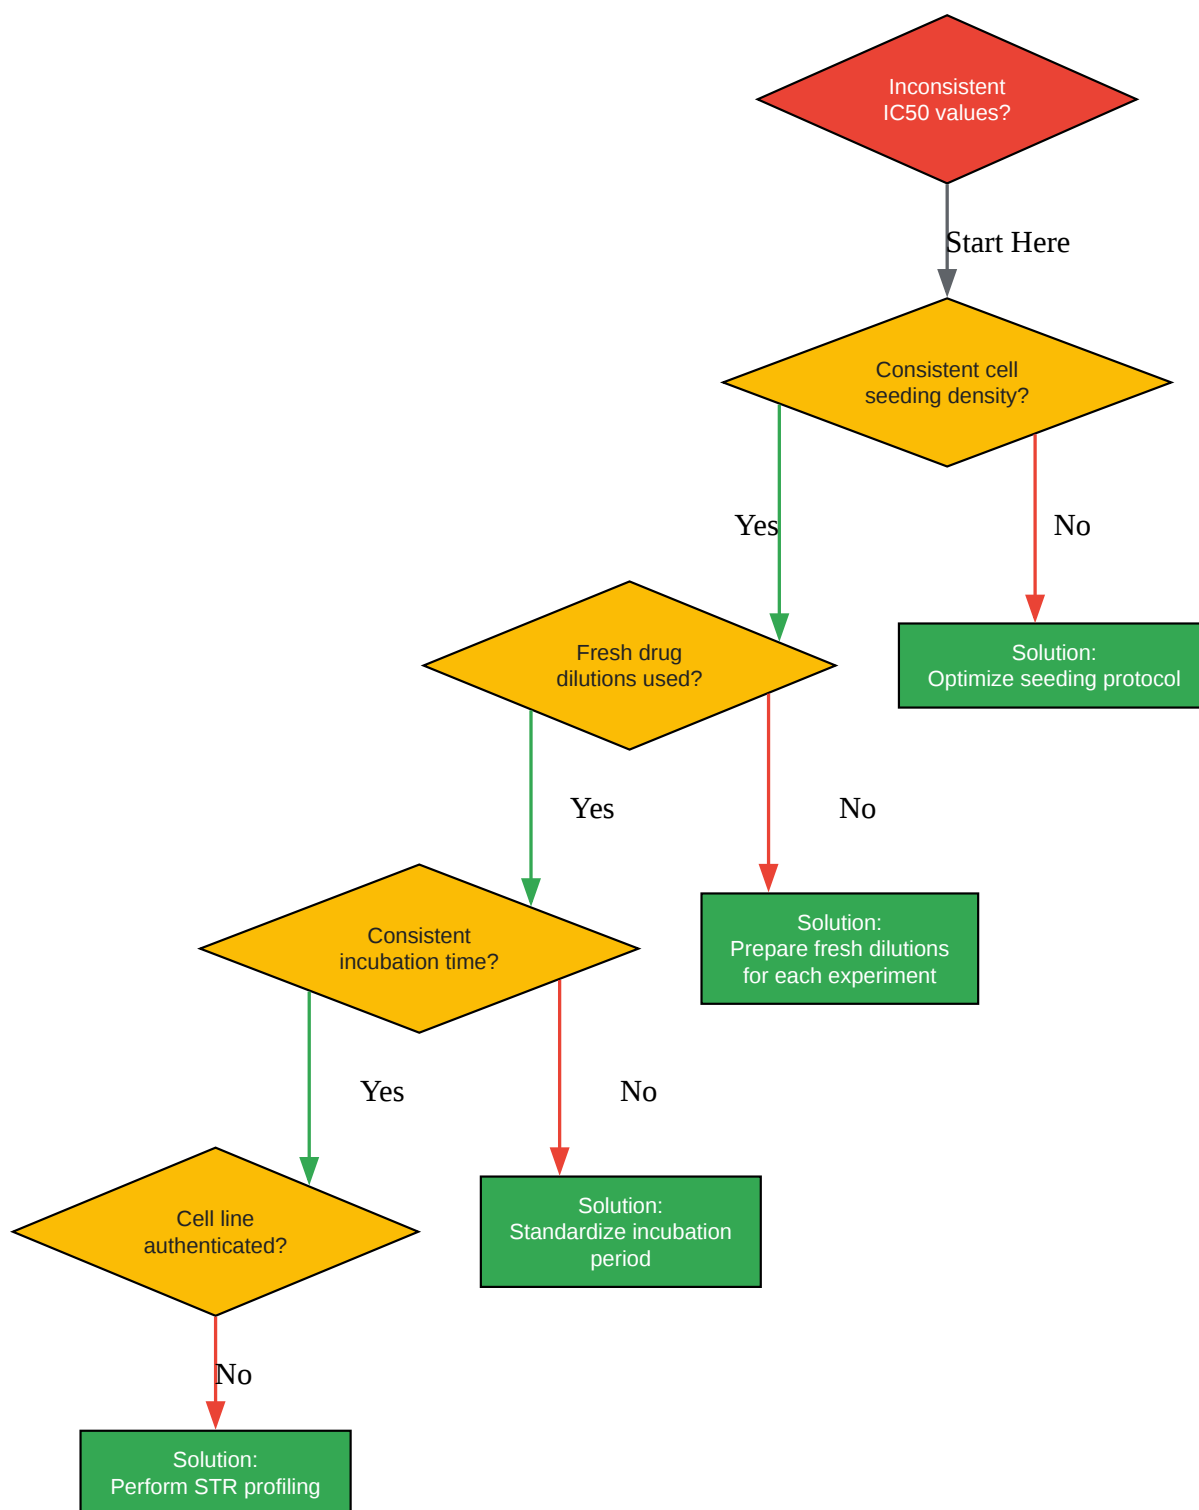 Inconsistent
IC50 values?
Start Here
Consistent cell
seeding density?
Yes
No
Fresh drug
dilutions used?
Solution:
Optimize seeding protocol
Yes
No
Consistent
incubation time?
Solution:
Prepare fresh dilutions
for each experiment
Yes
No
Cell line
authenticated?
Solution:
Standardize incubation
period
No
Solution:
Perform STR profiling